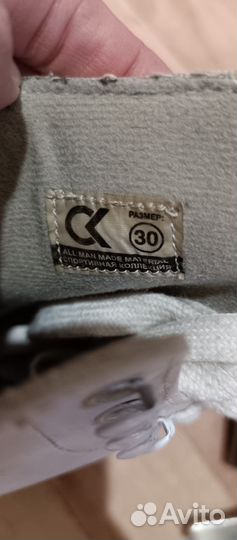 CK
РАЗМЕР:
30
ALL MAN MADE MATERIAL
СПОРТИВНАЯ КОЛЛЕКЦИЯ
Avito